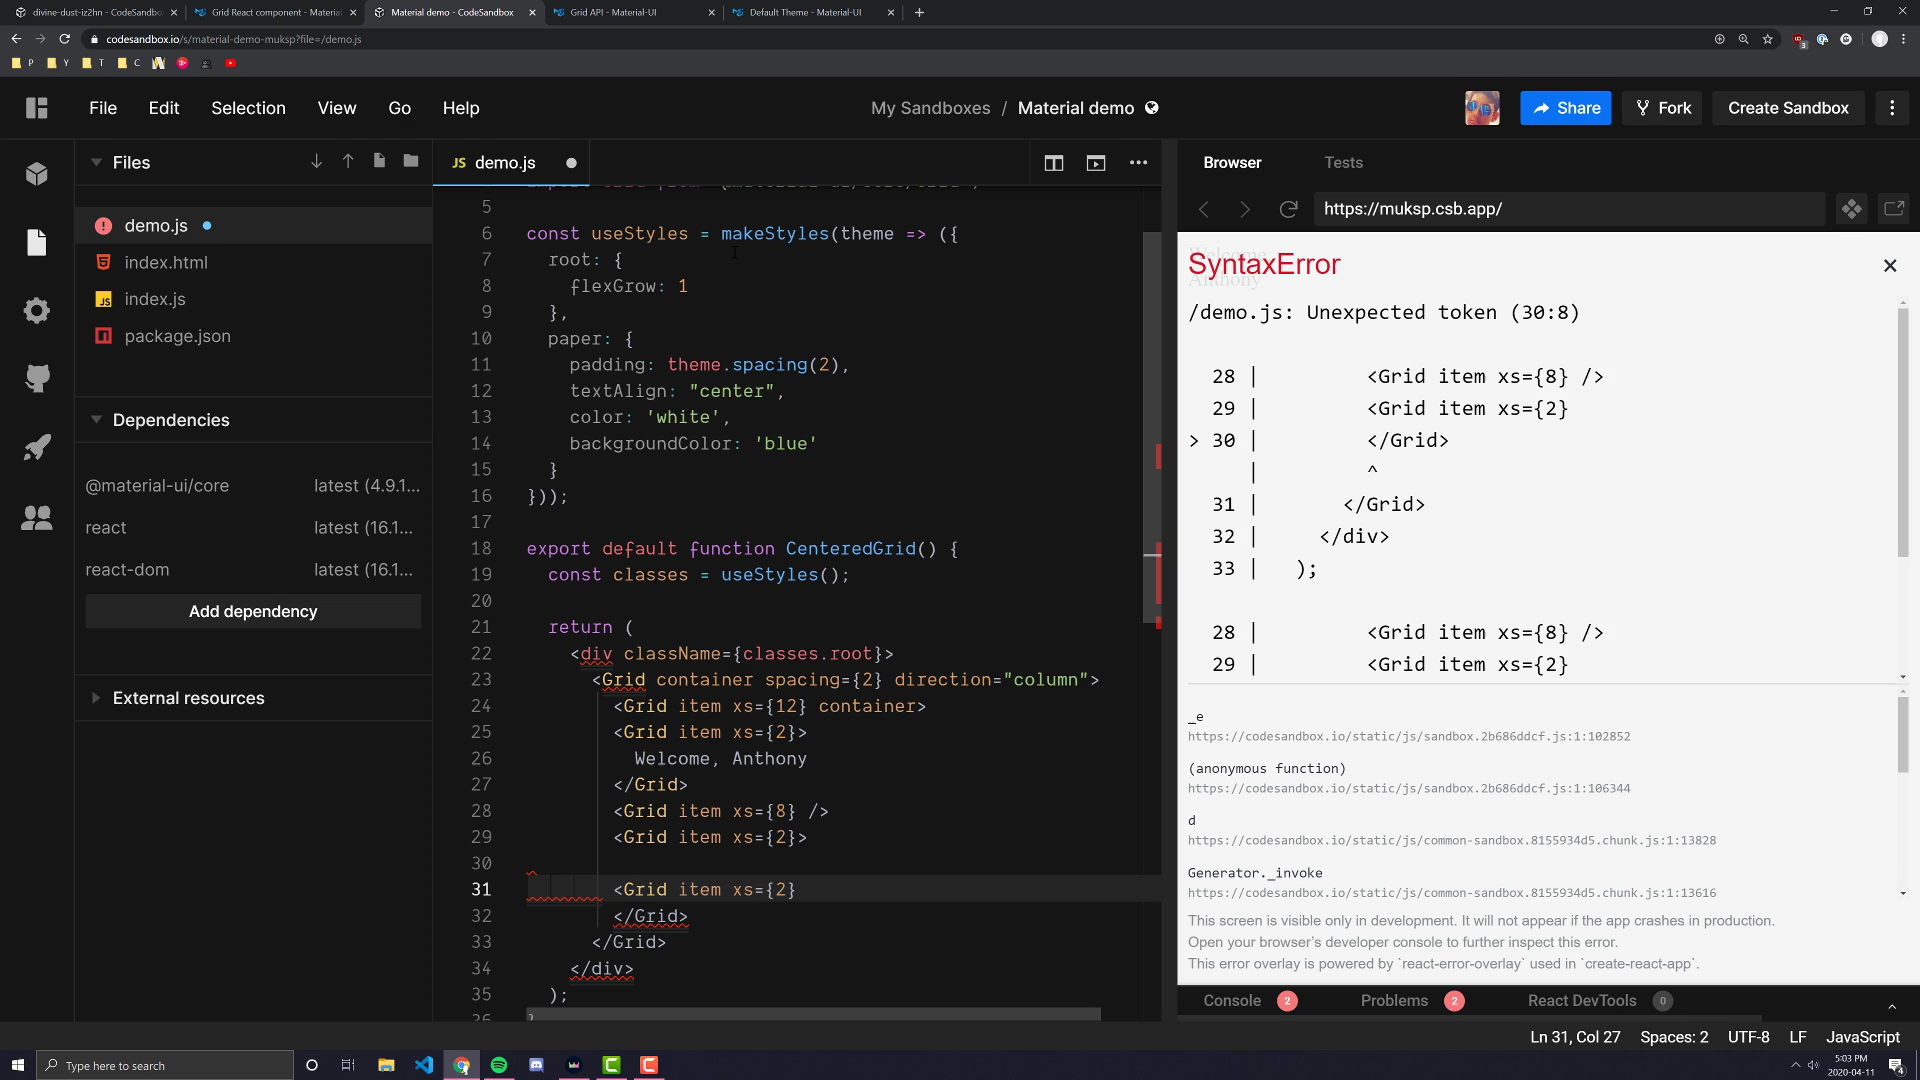 divine-dust-iz2hn - CodeSandbo
Grid React component - Material
Material demo - CodeSandbox
Grid API - Material-UI
Default Theme - Material-UI
codesandbox.io/s/material-demo-muksp?file=/demo.js
P Y T C
File Edit Selection View Go Help
My Sandboxes / Material demo
Share Fork Create Sandbox
Files
demo.js
index.html
index.js
package.json
Dependencies
@material-ui/core latest (4.9.1...
react latest (16.1...
react-dom latest (16.1...
Add dependency
External resources
JS demo.js
5
6 const useStyles = makeStyles(theme => ({
7 root: {
8 flexGrow: 1
9 },
10 paper: {
11 padding: theme.spacing(2),
12 textAlign: "center",
13 color: 'white',
14 backgroundColor: 'blue'
15 }
16 }));
17
18 export default function CenteredGrid() {
19 const classes = useStyles();
20
21 return (
22 <div className={classes.root}>
23 <Grid container spacing={2} direction="column">
24 <Grid item xs={12} container>
25 <Grid item xs={2}>
26 Welcome, Anthony
27 </Grid>
28 <Grid item xs={8} />
29 <Grid item xs={2}>
30
31 <Grid item xs={2}
32 </Grid>
33 </Grid>
34 </div>
35 );
36 }
Browser Tests
https://muksp.csb.app/
Welcome,
Anthony
SyntaxError
/demo.js: Unexpected token (30:8)
28 | <Grid item xs={8} />
29 | <Grid item xs={2}
> 30 | </Grid>
| ^
31 | </Grid>
32 | </div>
33 | );
28 | <Grid item xs={8} />
29 | <Grid item xs={2}
_e
https://codesandbox.io/static/js/sandbox.2b686ddcf.js:1:102852
(anonymous function)
https://codesandbox.io/static/js/sandbox.2b686ddcf.js:1:106344
d
https://codesandbox.io/static/js/common-sandbox.8155934d5.chunk.js:1:13828
Generator._invoke
https://codesandbox.io/static/js/common-sandbox.8155934d5.chunk.js:1:13616
This screen is visible only in development. It will not appear if the app crashes in production.
Open your browser's developer console to further inspect this error.
This error overlay is powered by `react-error-overlay` used in `create-react-app`.
Console 2 Problems 2 React DevTools 0
Ln 31, Col 27 Spaces: 2 UTF-8 LF JavaScript
Type here to search
5:03 PM
2020-04-11